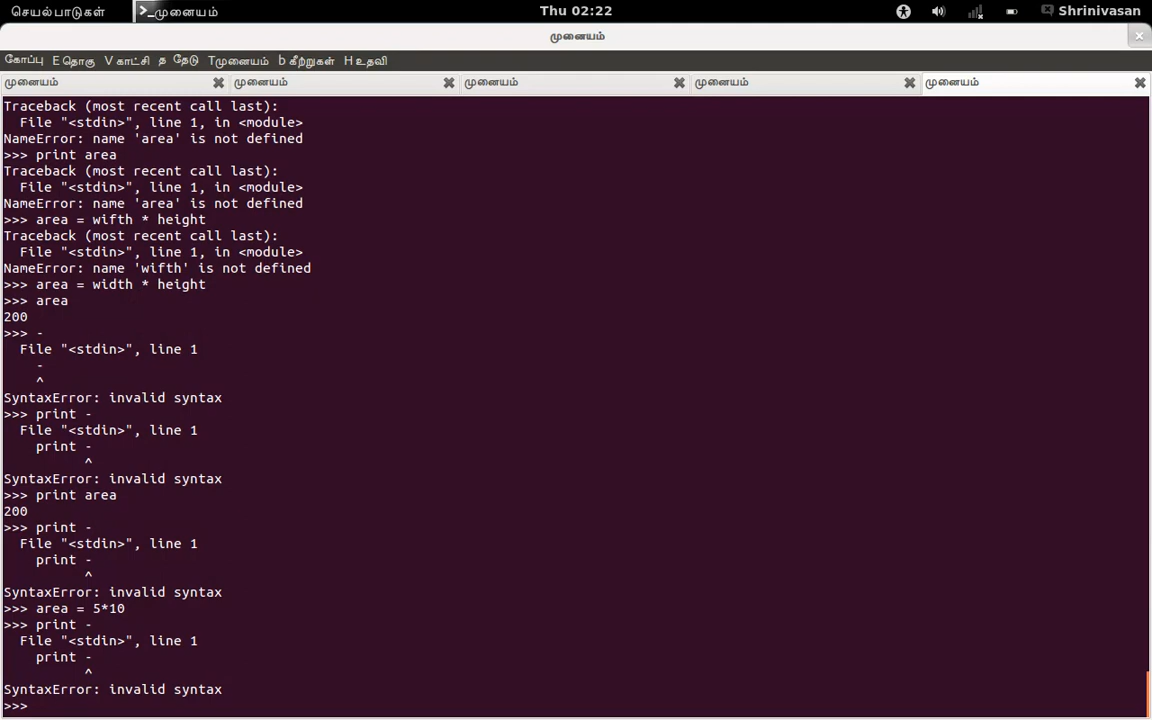 செயல்பாடுகள்
>_முனையம்
Thu 02:22
Shrinivasan
முனையம்
கோப்பு E தொகு V காட்சி த தேடு Tமுனையம் b கீற்றுகள் H உதவி
முனையம் முனையம் முனையம் முனையம் முனையம்
Traceback (most recent call last):
  File "<stdin>", line 1, in <module>
NameError: name 'area' is not defined
>>> print area
Traceback (most recent call last):
  File "<stdin>", line 1, in <module>
NameError: name 'area' is not defined
>>> area = wifth * height
Traceback (most recent call last):
  File "<stdin>", line 1, in <module>
NameError: name 'wifth' is not defined
>>> area = width * height
>>> area
200
>>> -
  File "<stdin>", line 1
    -
    ^
SyntaxError: invalid syntax
>>> print -
  File "<stdin>", line 1
    print -
          ^
SyntaxError: invalid syntax
>>> print area
200
>>> print -
  File "<stdin>", line 1
    print -
          ^
SyntaxError: invalid syntax
>>> area = 5*10
>>> print -
  File "<stdin>", line 1
    print -
          ^
SyntaxError: invalid syntax
>>>